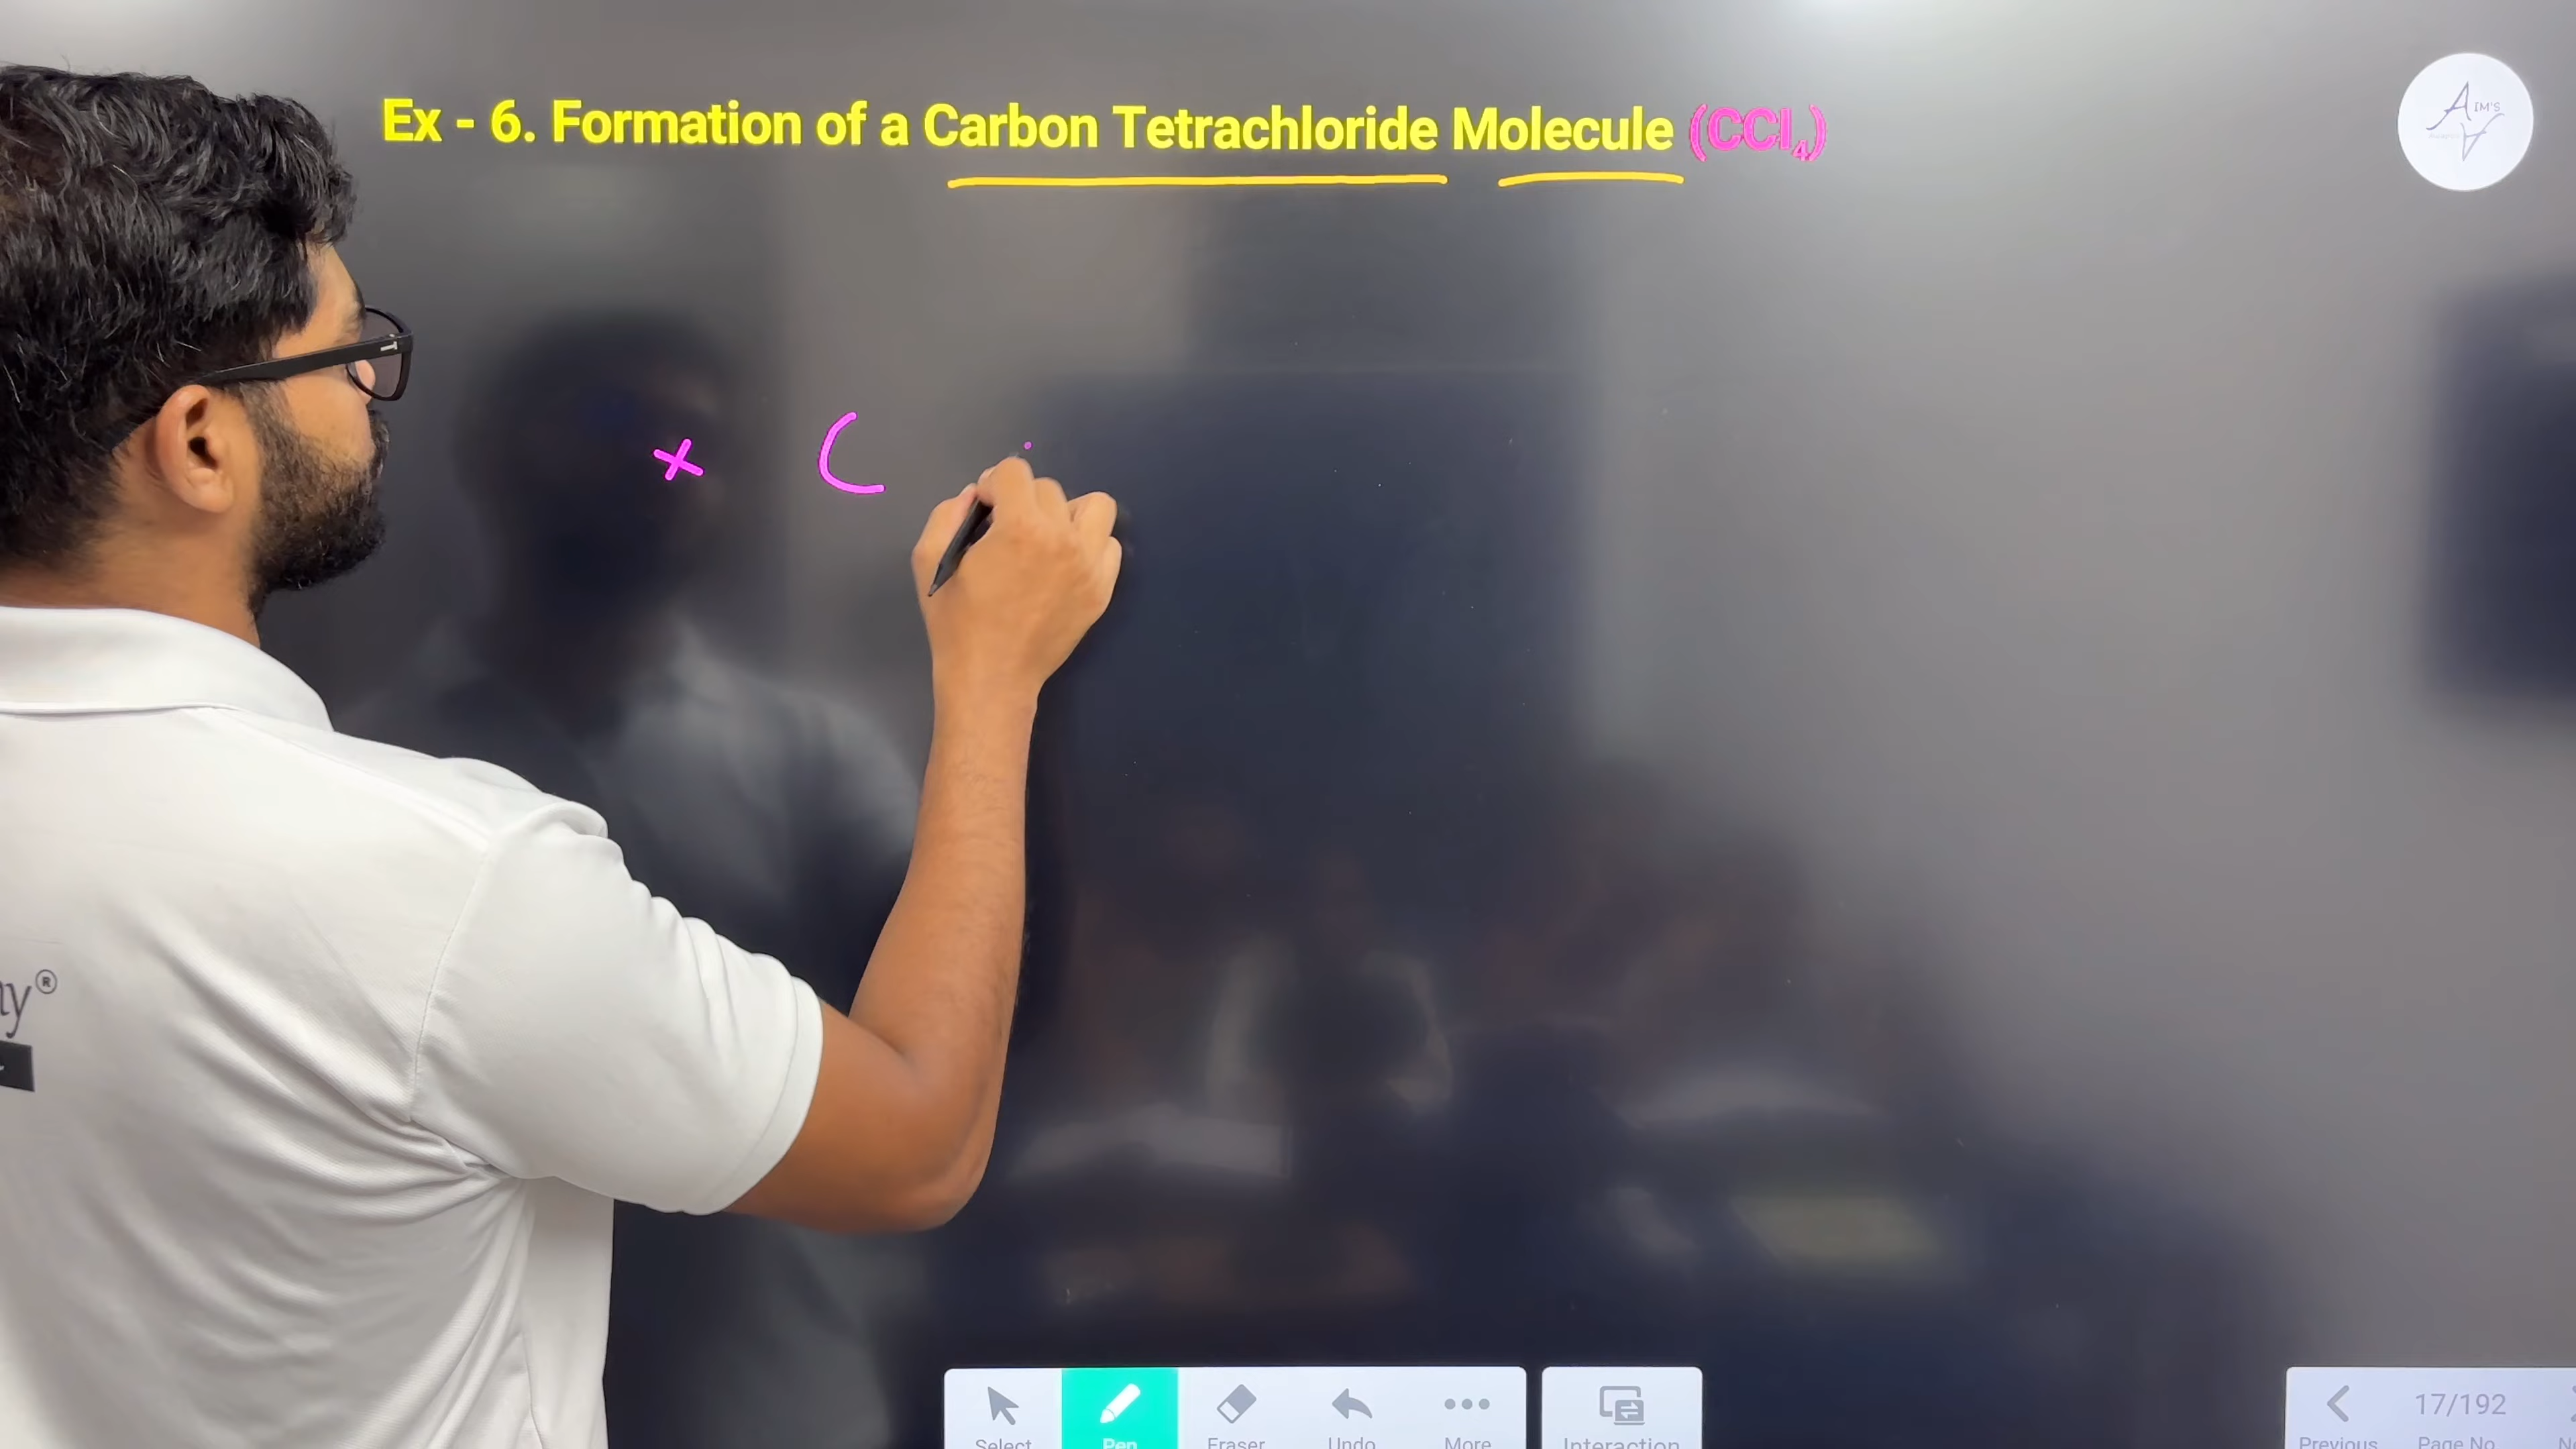 Ex - 6. Formation of a Carbon Tetrachloride Molecule (CCl₄)
A IM'S
× C
y®
Select Pen Eraser Undo More Interaction
17/192
Previous Page No.